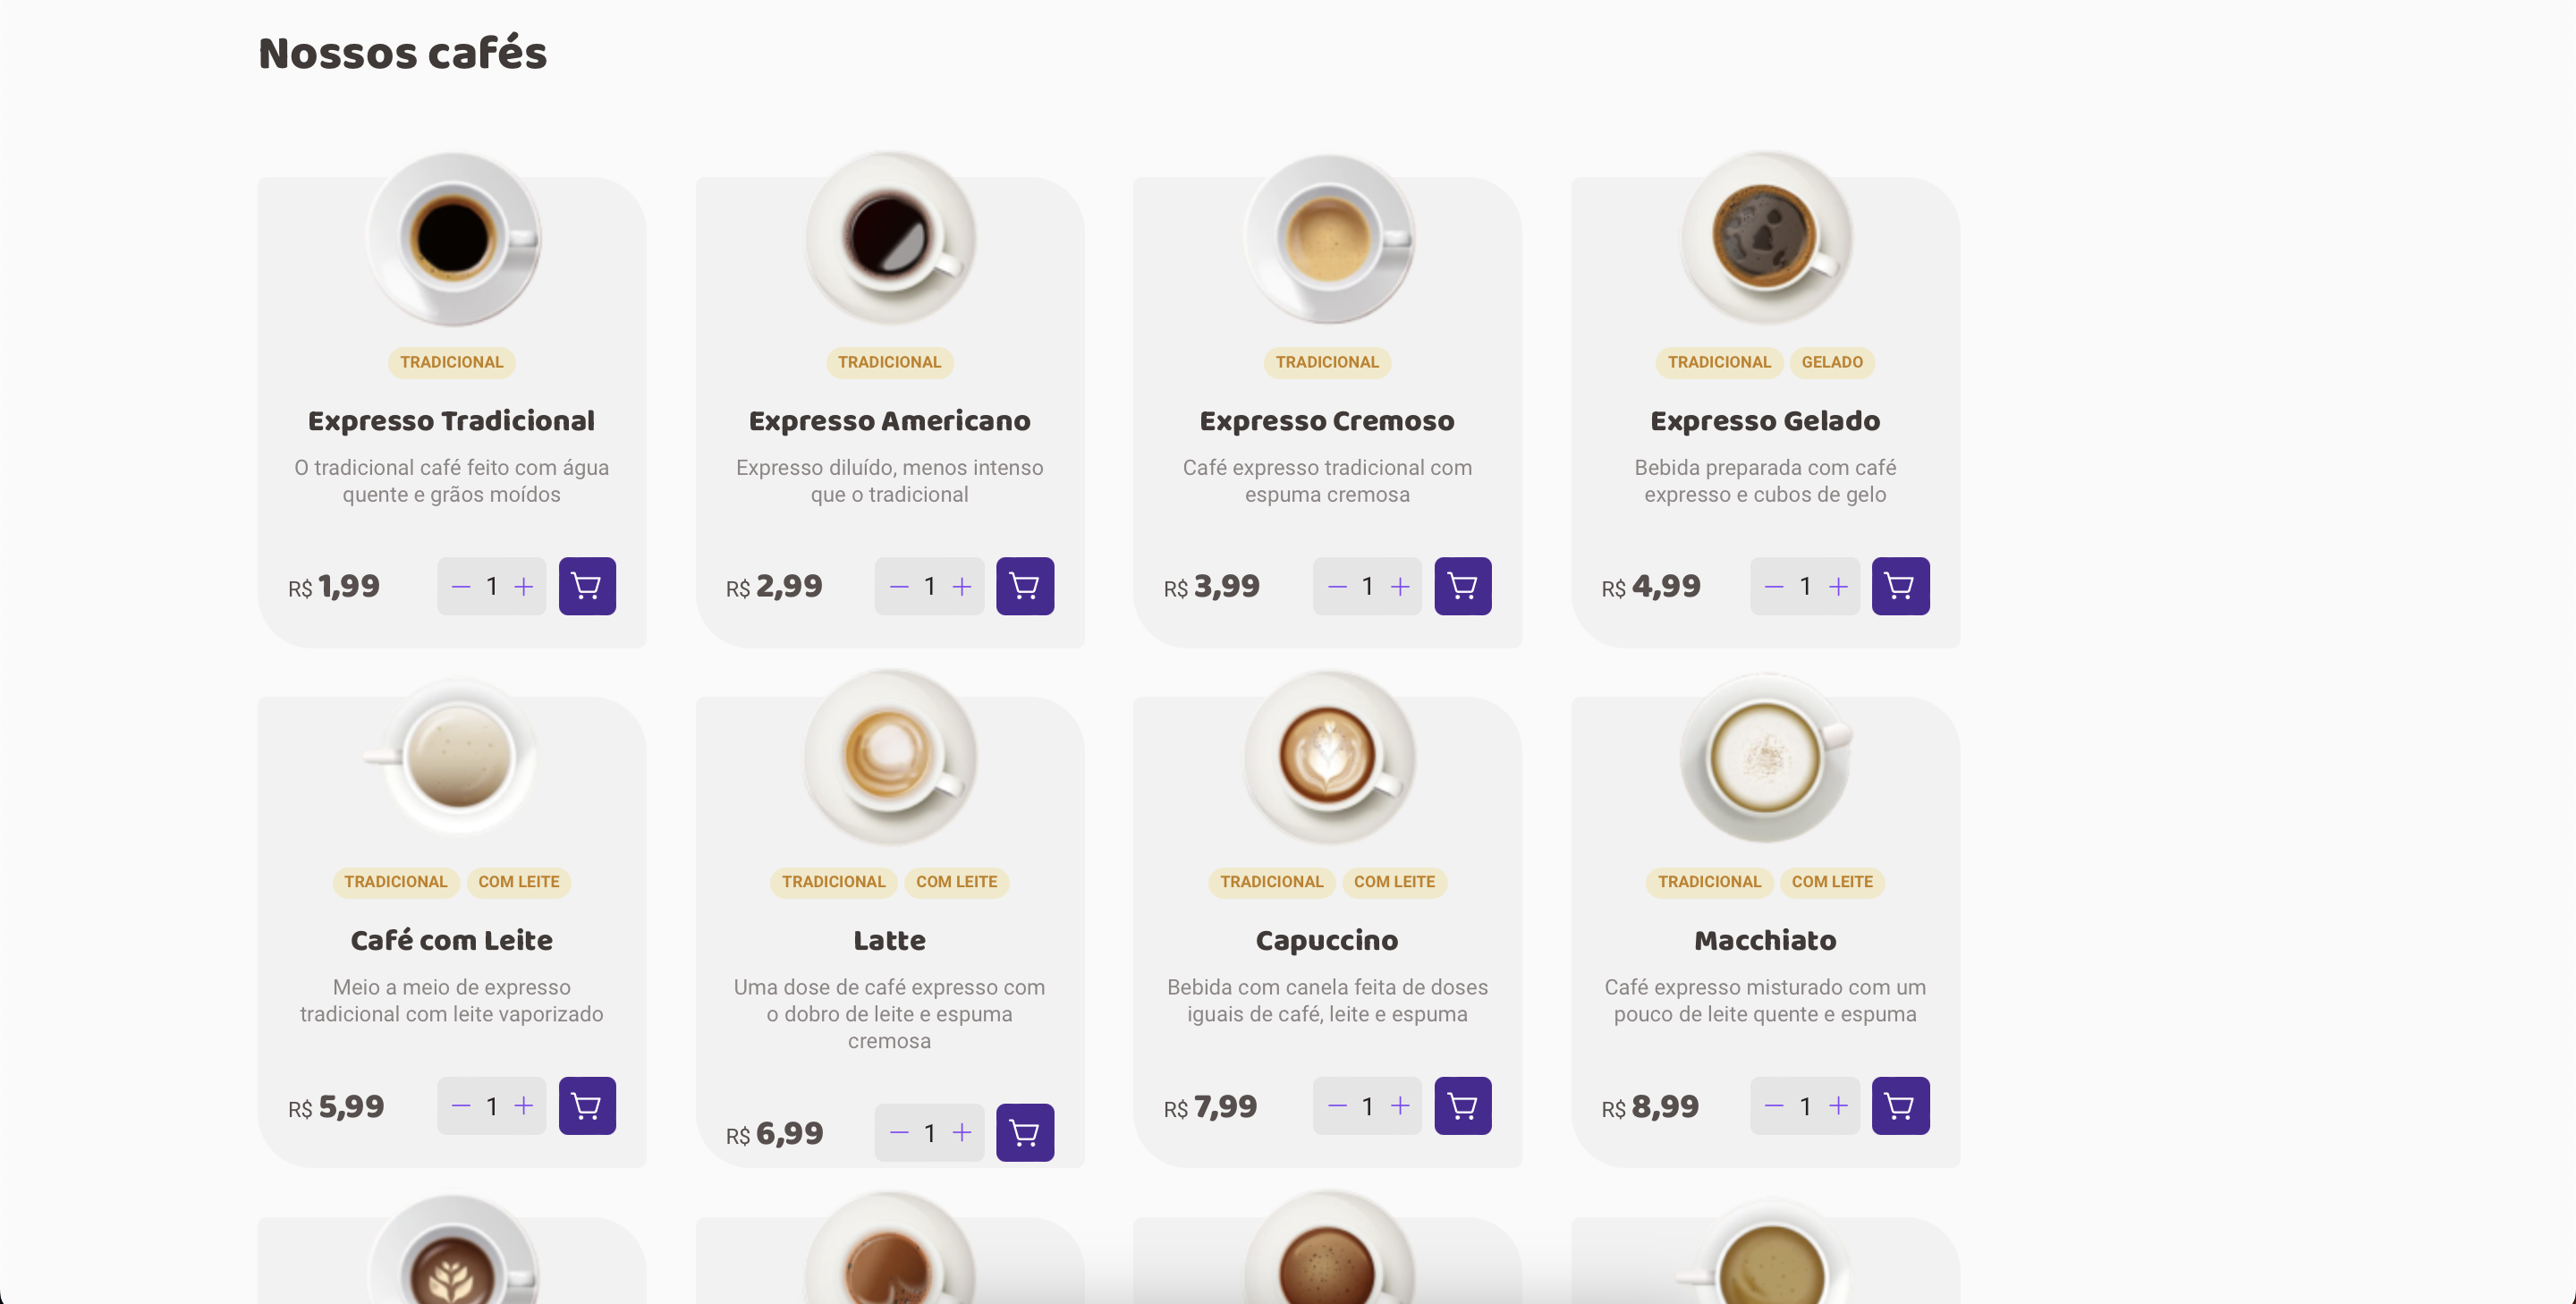 Nossos cafés
TRADICIONAL
Expresso Tradicional
O tradicional café feito com água
quente e grãos moídos
R$ 1,99
1
TRADICIONAL
Expresso Americano
Expresso diluído, menos intenso
que o tradicional
R$ 2,99
1
TRADICIONAL
Expresso Cremoso
Café expresso tradicional com
espuma cremosa
R$ 3,99
1
TRADICIONAL GELADO
Expresso Gelado
Bebida preparada com café
expresso e cubos de gelo
R$ 4,99
1
TRADICIONAL COM LEITE
Café com Leite
Meio a meio de expresso
tradicional com leite vaporizado
R$ 5,99
1
TRADICIONAL COM LEITE
Latte
Uma dose de café expresso com
o dobro de leite e espuma
cremosa
R$ 6,99
1
TRADICIONAL COM LEITE
Capuccino
Bebida com canela feita de doses
iguais de café, leite e espuma
R$ 7,99
1
TRADICIONAL COM LEITE
Macchiato
Café expresso misturado com um
pouco de leite quente e espuma
R$ 8,99
1